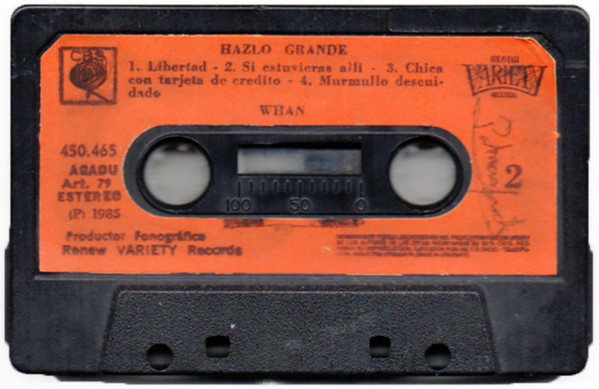 HAZLO GRANDE
1. Libertad - 2. Si estuvieras alli - 3. Chica
con tarjeta de credito - 4. Murmullo descui-
dado
WHAN
CBS
RENEW
VARIETY
RECORDS
450.465
AGADU
Art. 79
ESTEREO
(P) 1985
2
100 50 0
Productor Fonográfico
Renew VARIETY Records